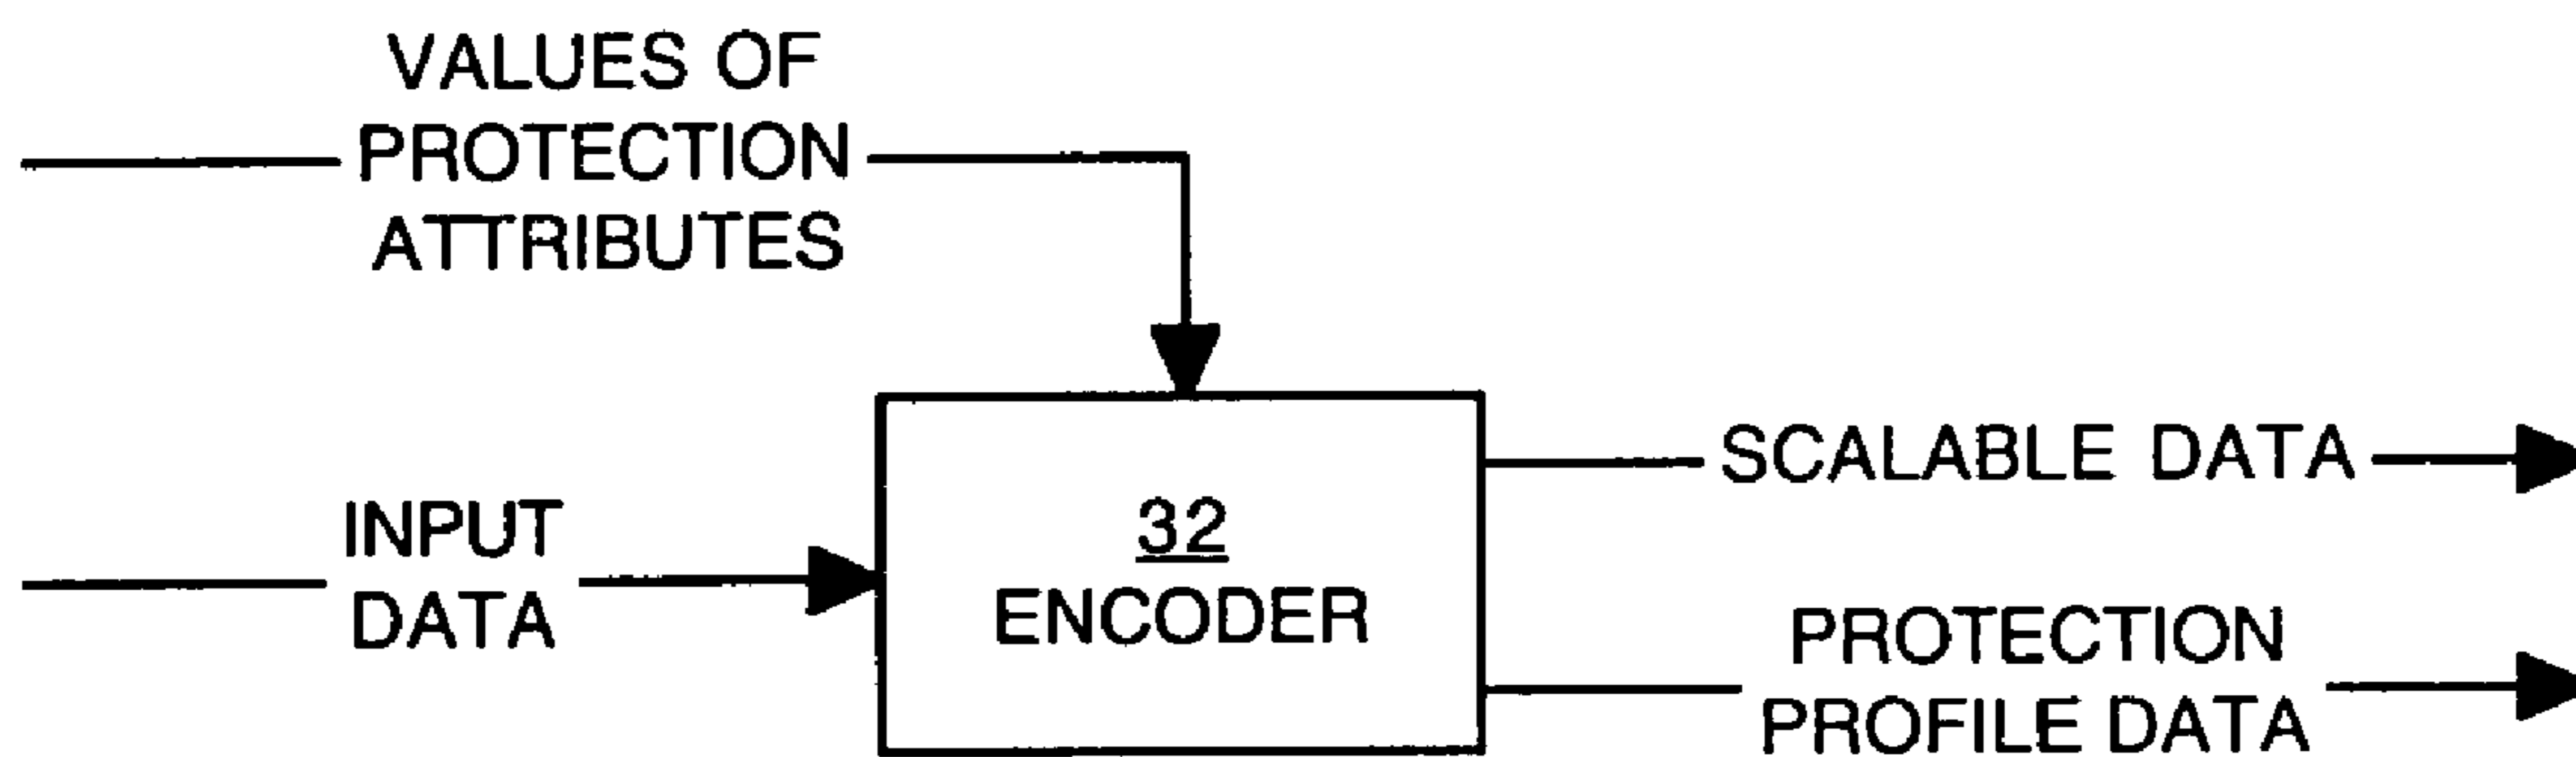 VALUES OF
PROTECTION
ATTRIBUTES
INPUT
DATA
32
ENCODER
SCALABLE DATA
PROTECTION
PROFILE DATA